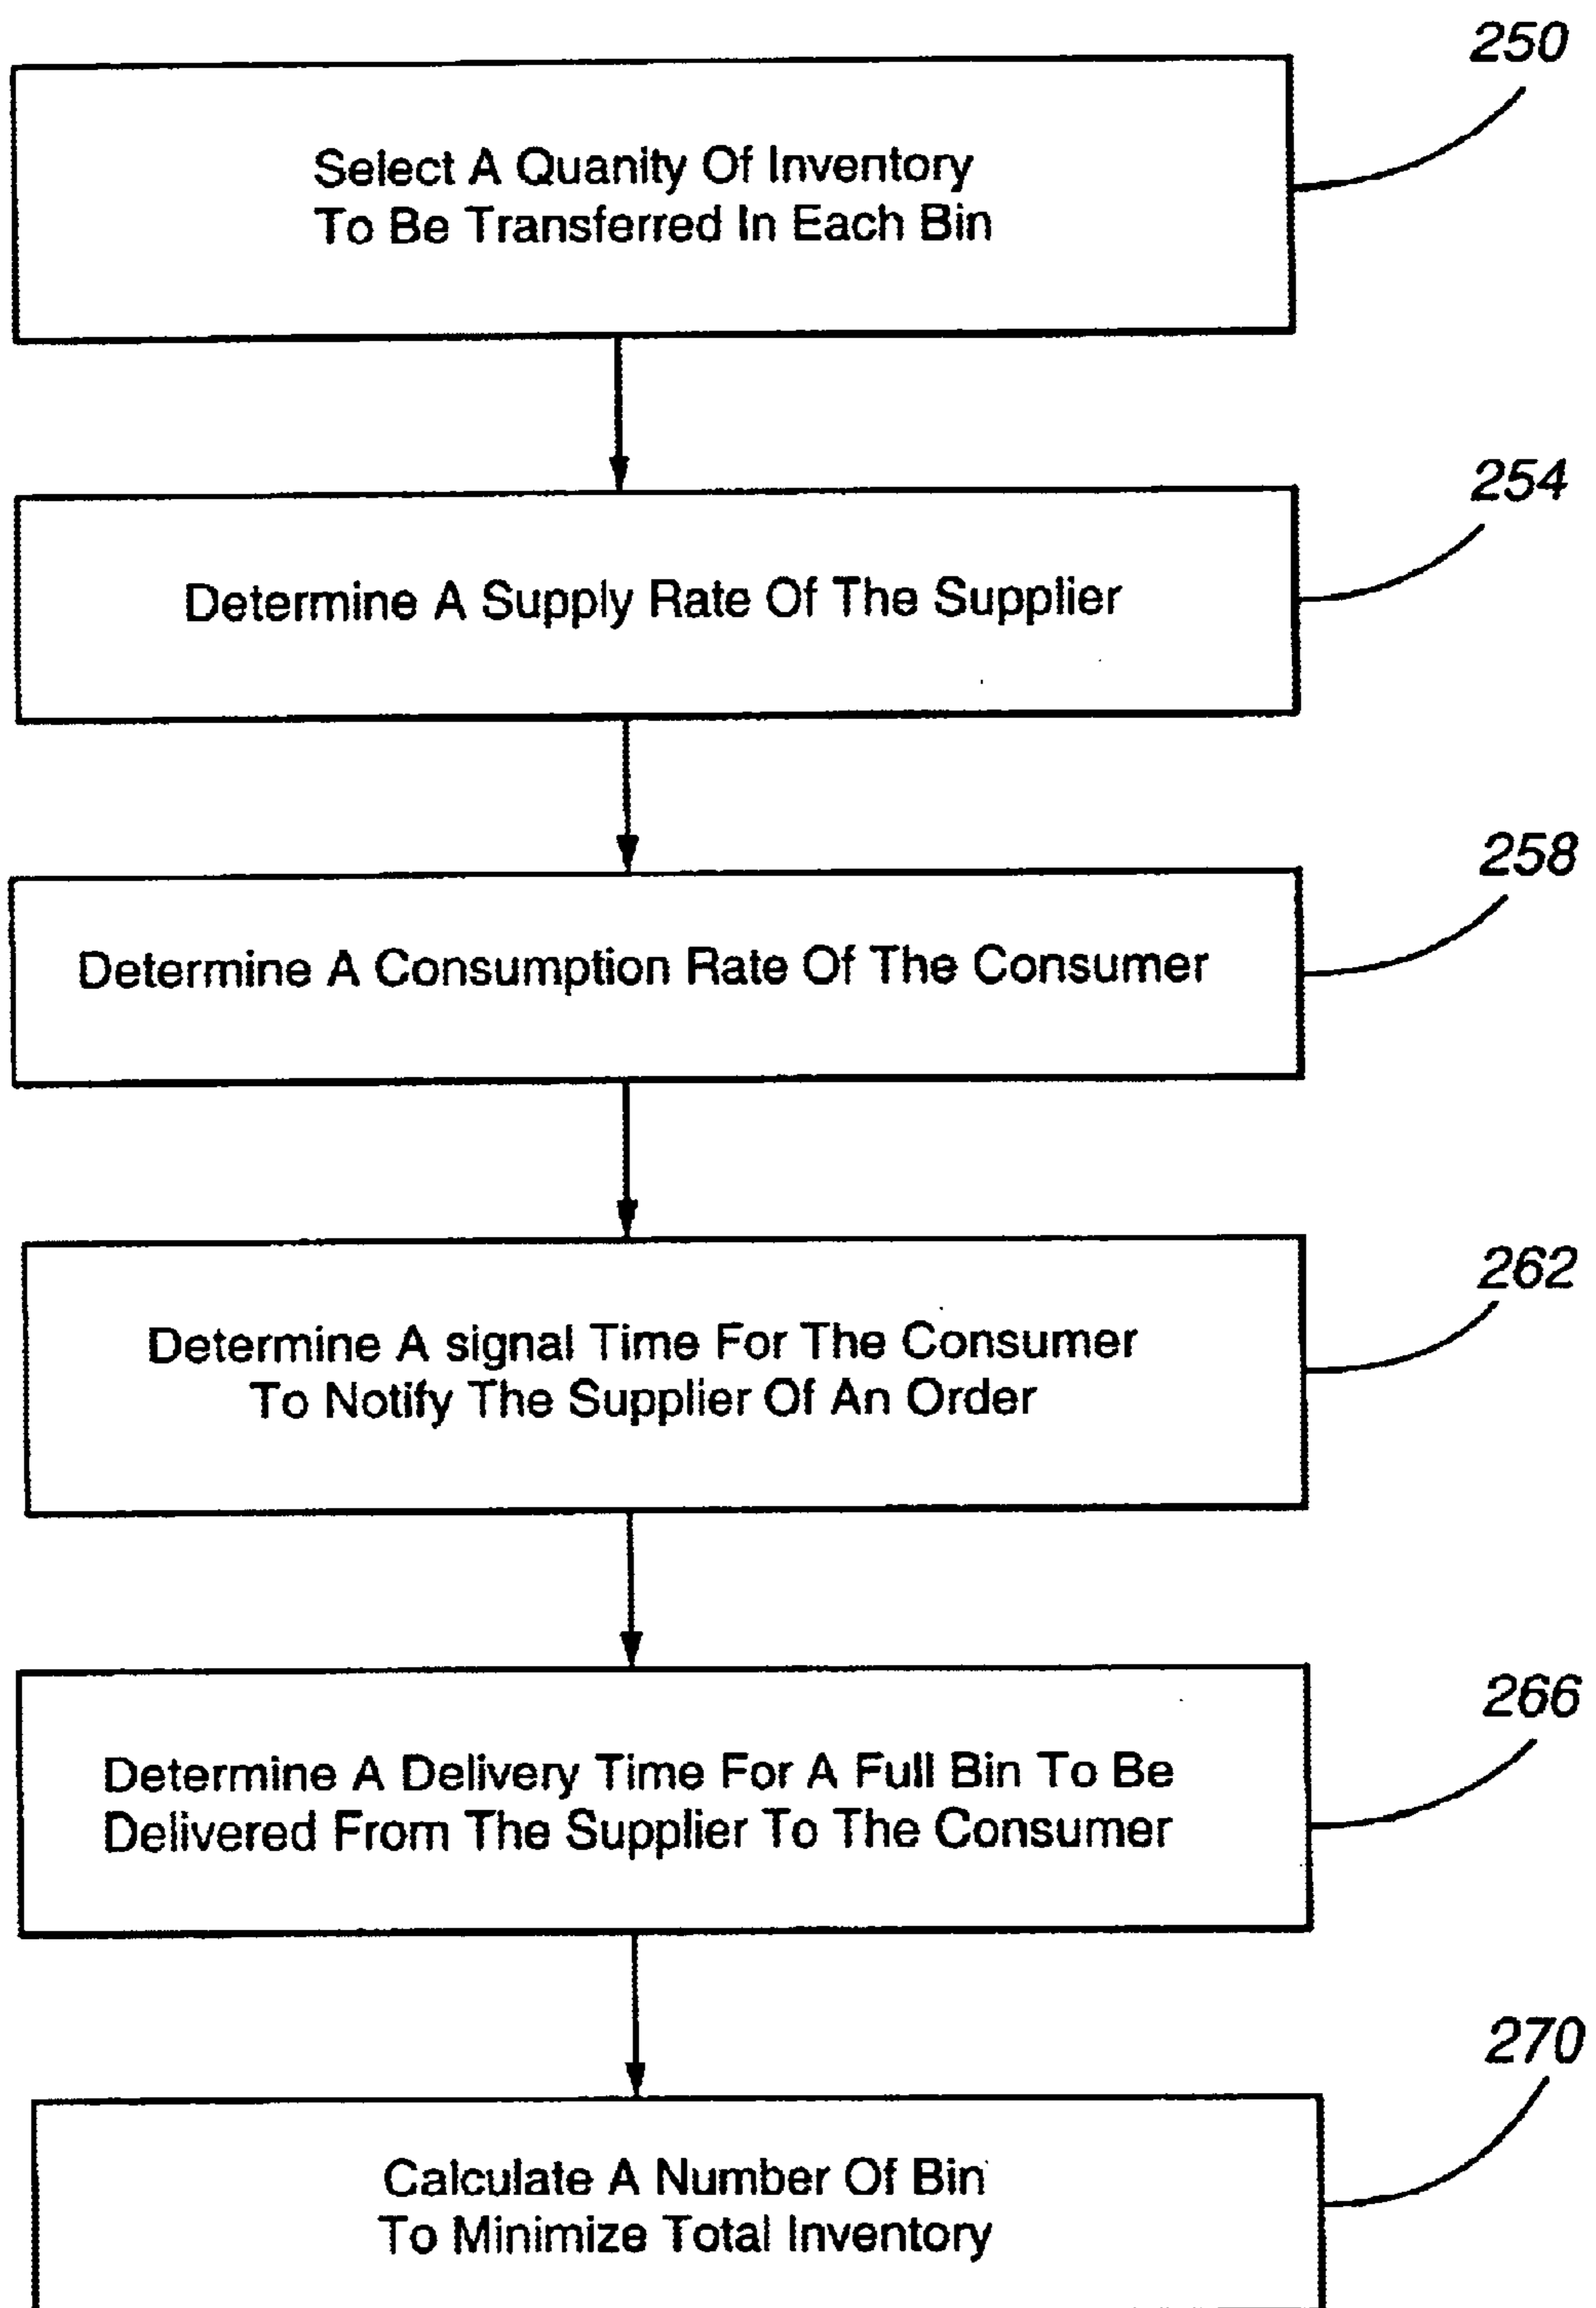 250
Select A Quanity Of Inventory
To Be Transferred In Each Bin
254
Determine A Supply Rate Of The Supplier
258
Determine A Consumption Rate Of The Consumer
262
Determine A signal Time For The Consumer
To Notify The Supplier Of An Order
266
Determine A Delivery Time For A Full Bin To Be
Delivered From The Supplier To The Consumer
270
Calculate A Number Of Bin
To Minimize Total Inventory